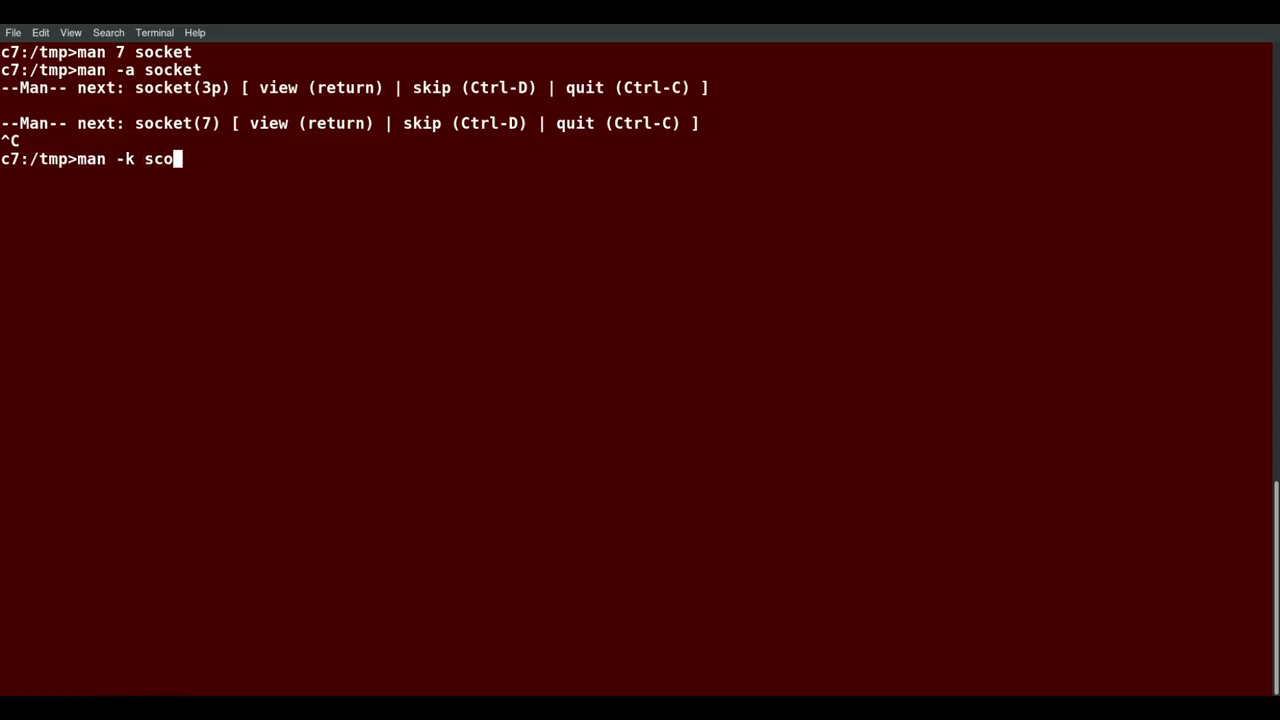 File Edit View Search Terminal Help
c7:/tmp>man 7 socket
c7:/tmp>man -a socket
--Man-- next: socket(3p) [ view (return) | skip (Ctrl-D) | quit (Ctrl-C) ]
--Man-- next: socket(7) [ view (return) | skip (Ctrl-D) | quit (Ctrl-C) ]
^C
c7:/tmp>man -k sco